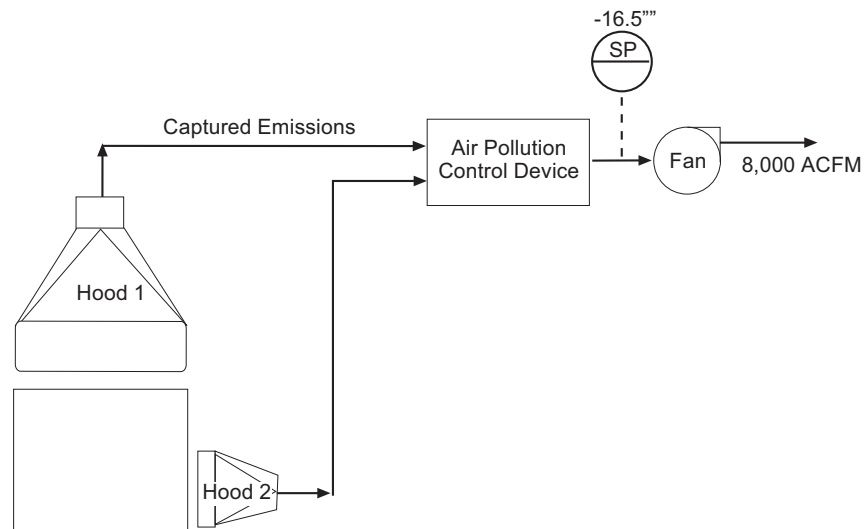 -16.5””
SP
Captured Emissions
Air Pollution
Control Device
Fan
8,000 ACFM
Hood 1
Hood 2